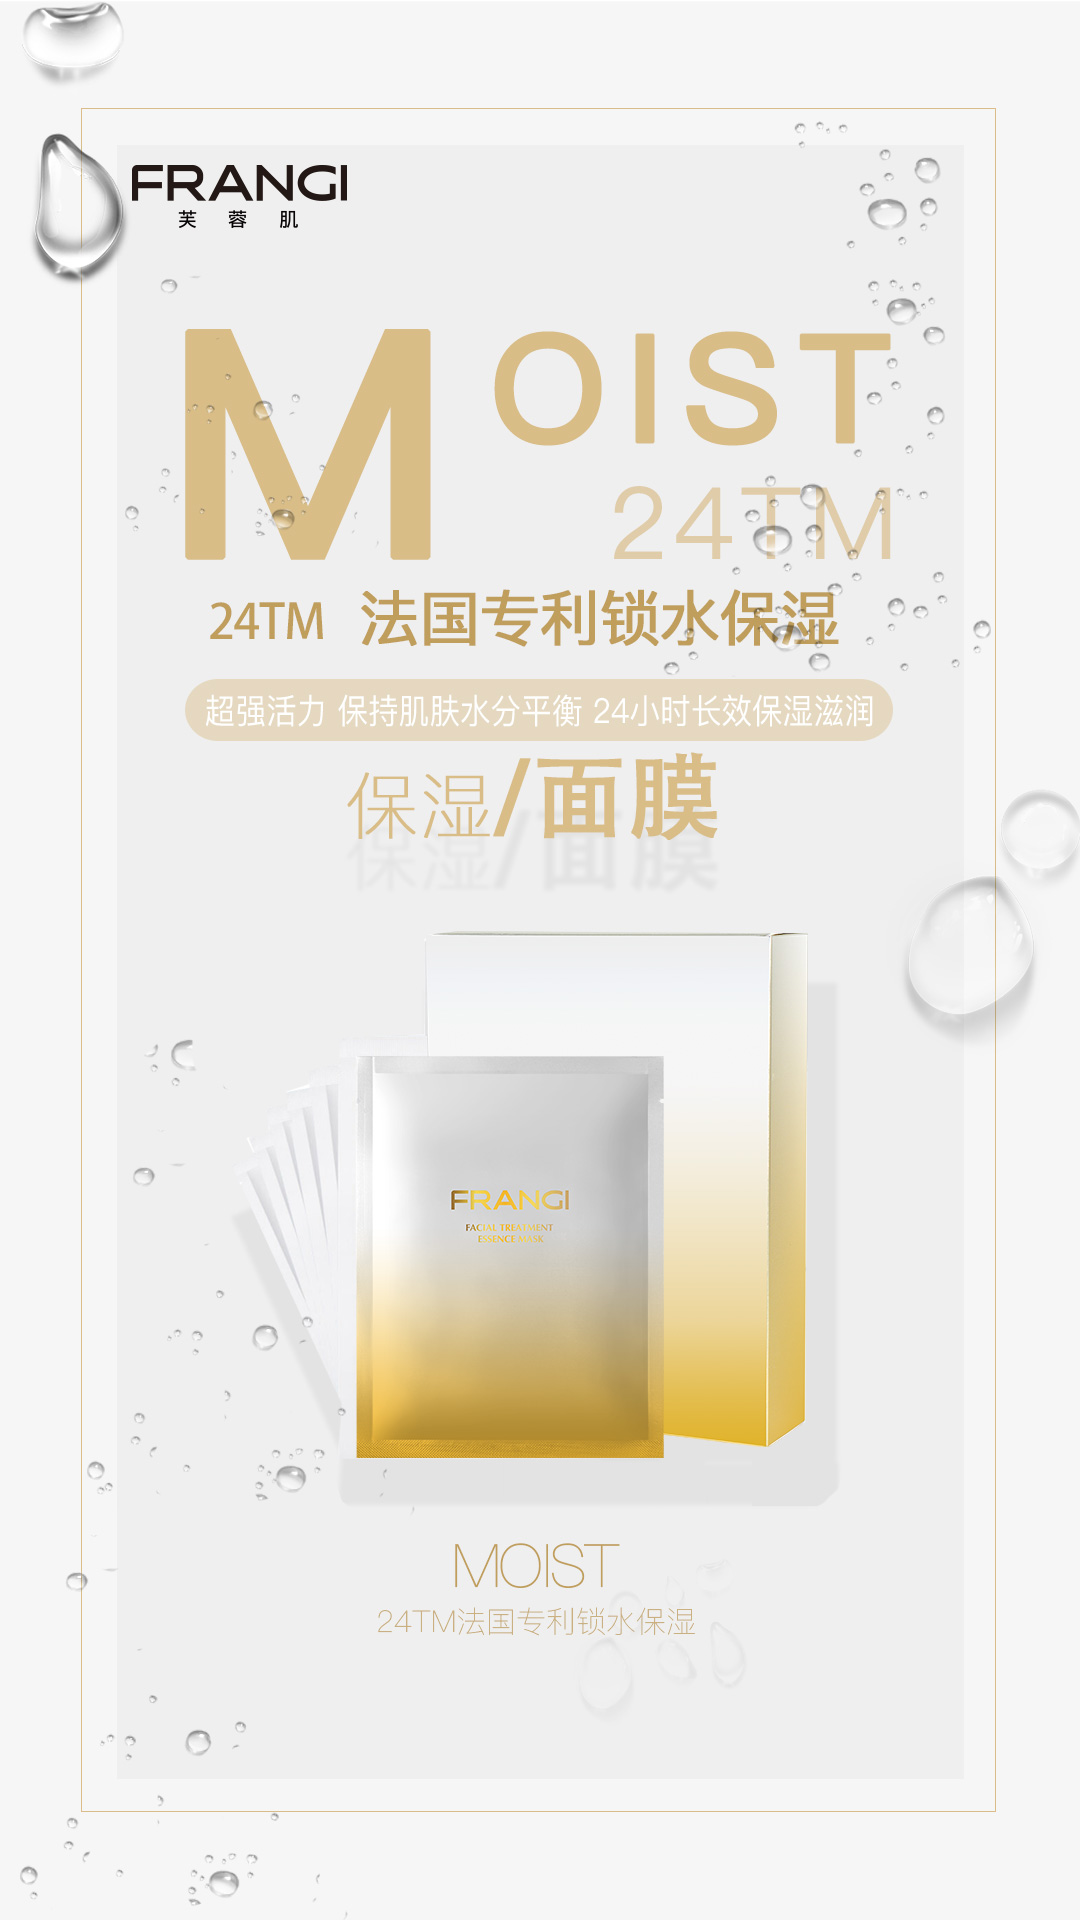 FRANGI
芙蓉肌
MOIST
24TM
24TM 法国专利锁水保湿
超强活力 保持肌肤水分平衡 24小时长效保湿滋润
保湿/面膜
FRANGI
FACIAL TREATMENT
ESSENCE MASK
MOIST
24TM法国专利锁水保湿